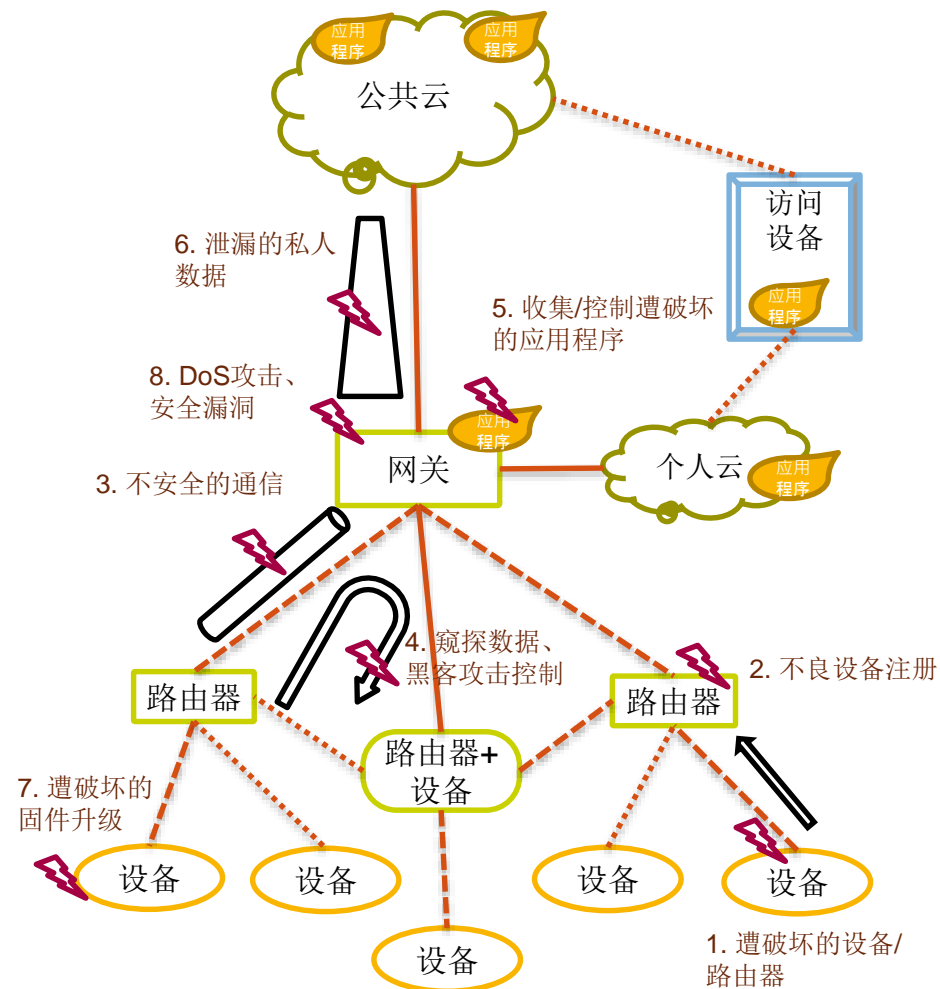 应用
程序
应用
程序
公共云
访问
设备
应用
程序
6. 泄漏的私人
数据
5. 收集/控制遭破坏
的应用程序
8. DoS攻击、
安全漏洞
应用
程序
网关
个人云
应用
程序
3. 不安全的通信
4. 窥探数据、
黑客攻击控制
2. 不良设备注册
路由器
路由器
路由器+
设备
7. 遭破坏的
固件升级
设备
设备
设备
设备
设备
1. 遭破坏的设备/
路由器